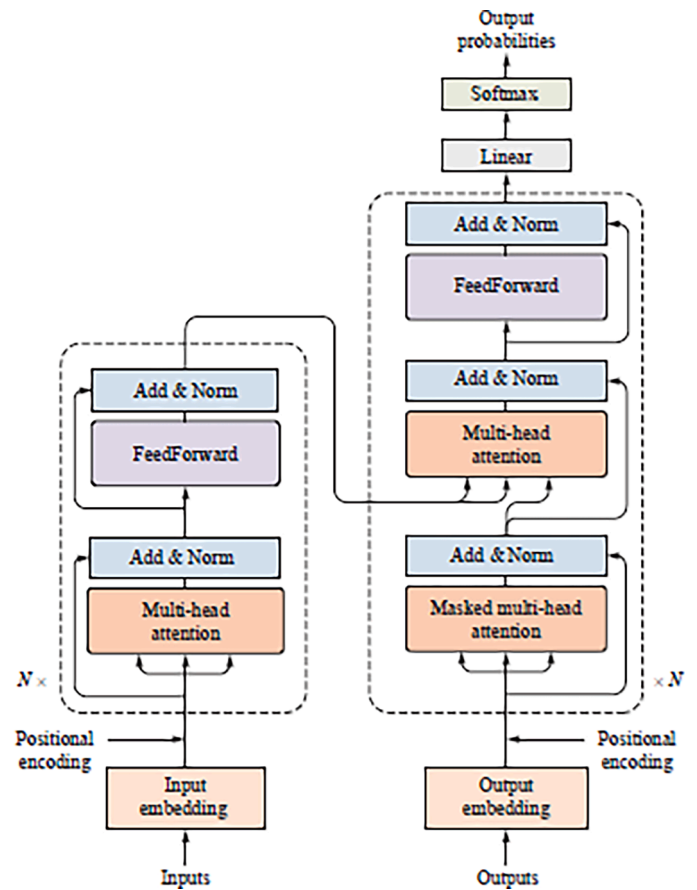 Output
probabilities
Softmax
Linear
Add & Norm
FeedForward
Add & Norm
Multi-head
attention
Add & Norm
Masked multi-head
attention
× N
Positional
encoding
Output
embedding
Outputs
Add & Norm
FeedForward
Add & Norm
Multi-head
attention
N ×
Positional
encoding
Input
embedding
Inputs